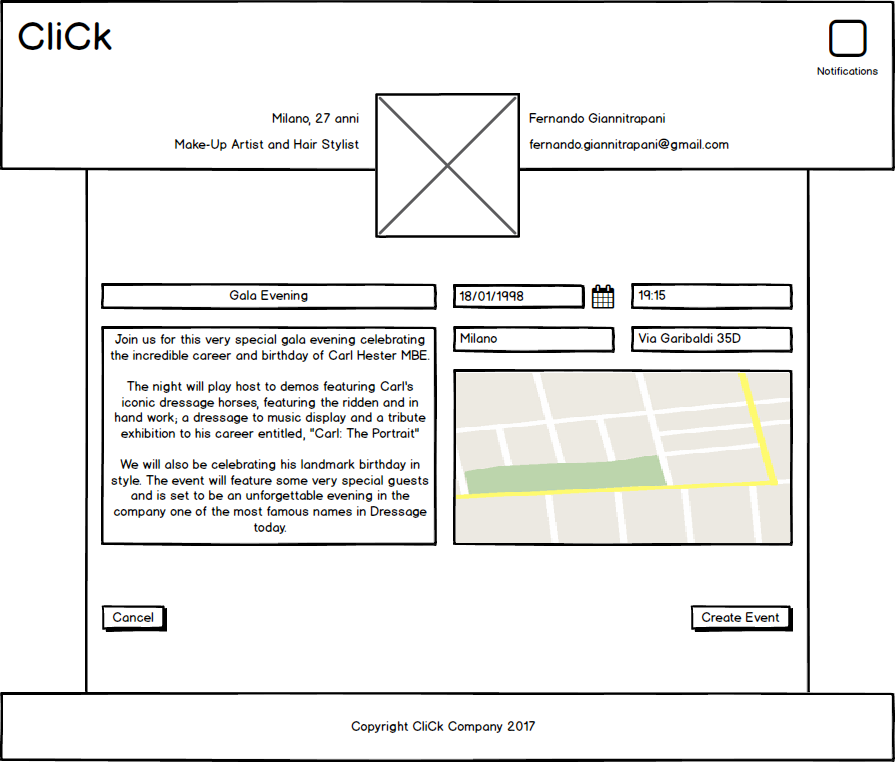 CliCk
Notifications
Milano, 27 anni
Fernando Giannitrapani
Make-Up Artist and Hair Stylist
fernando.giannitrapani@gmail.com
Gala Evening
18/01/1998
19:15
Milano
Via Garibaldi 35D
Join us for this very special gala evening celebrating
the incredible career and birthday of Carl Hester MBE.
The night will play host to demos featuring Carl's
iconic dressage horses, featuring the ridden and in
hand work; a dressage to music display and a tribute
exhibition to his career entitled, "Carl: The Portrait"
We will also be celebrating his landmark birthday in
style. The event will feature some very special guests
and is set to be an unforgettable evening in the
company one of the most famous names in Dressage
today.
Cancel
Create Event
Copyright CliCk Company 2017